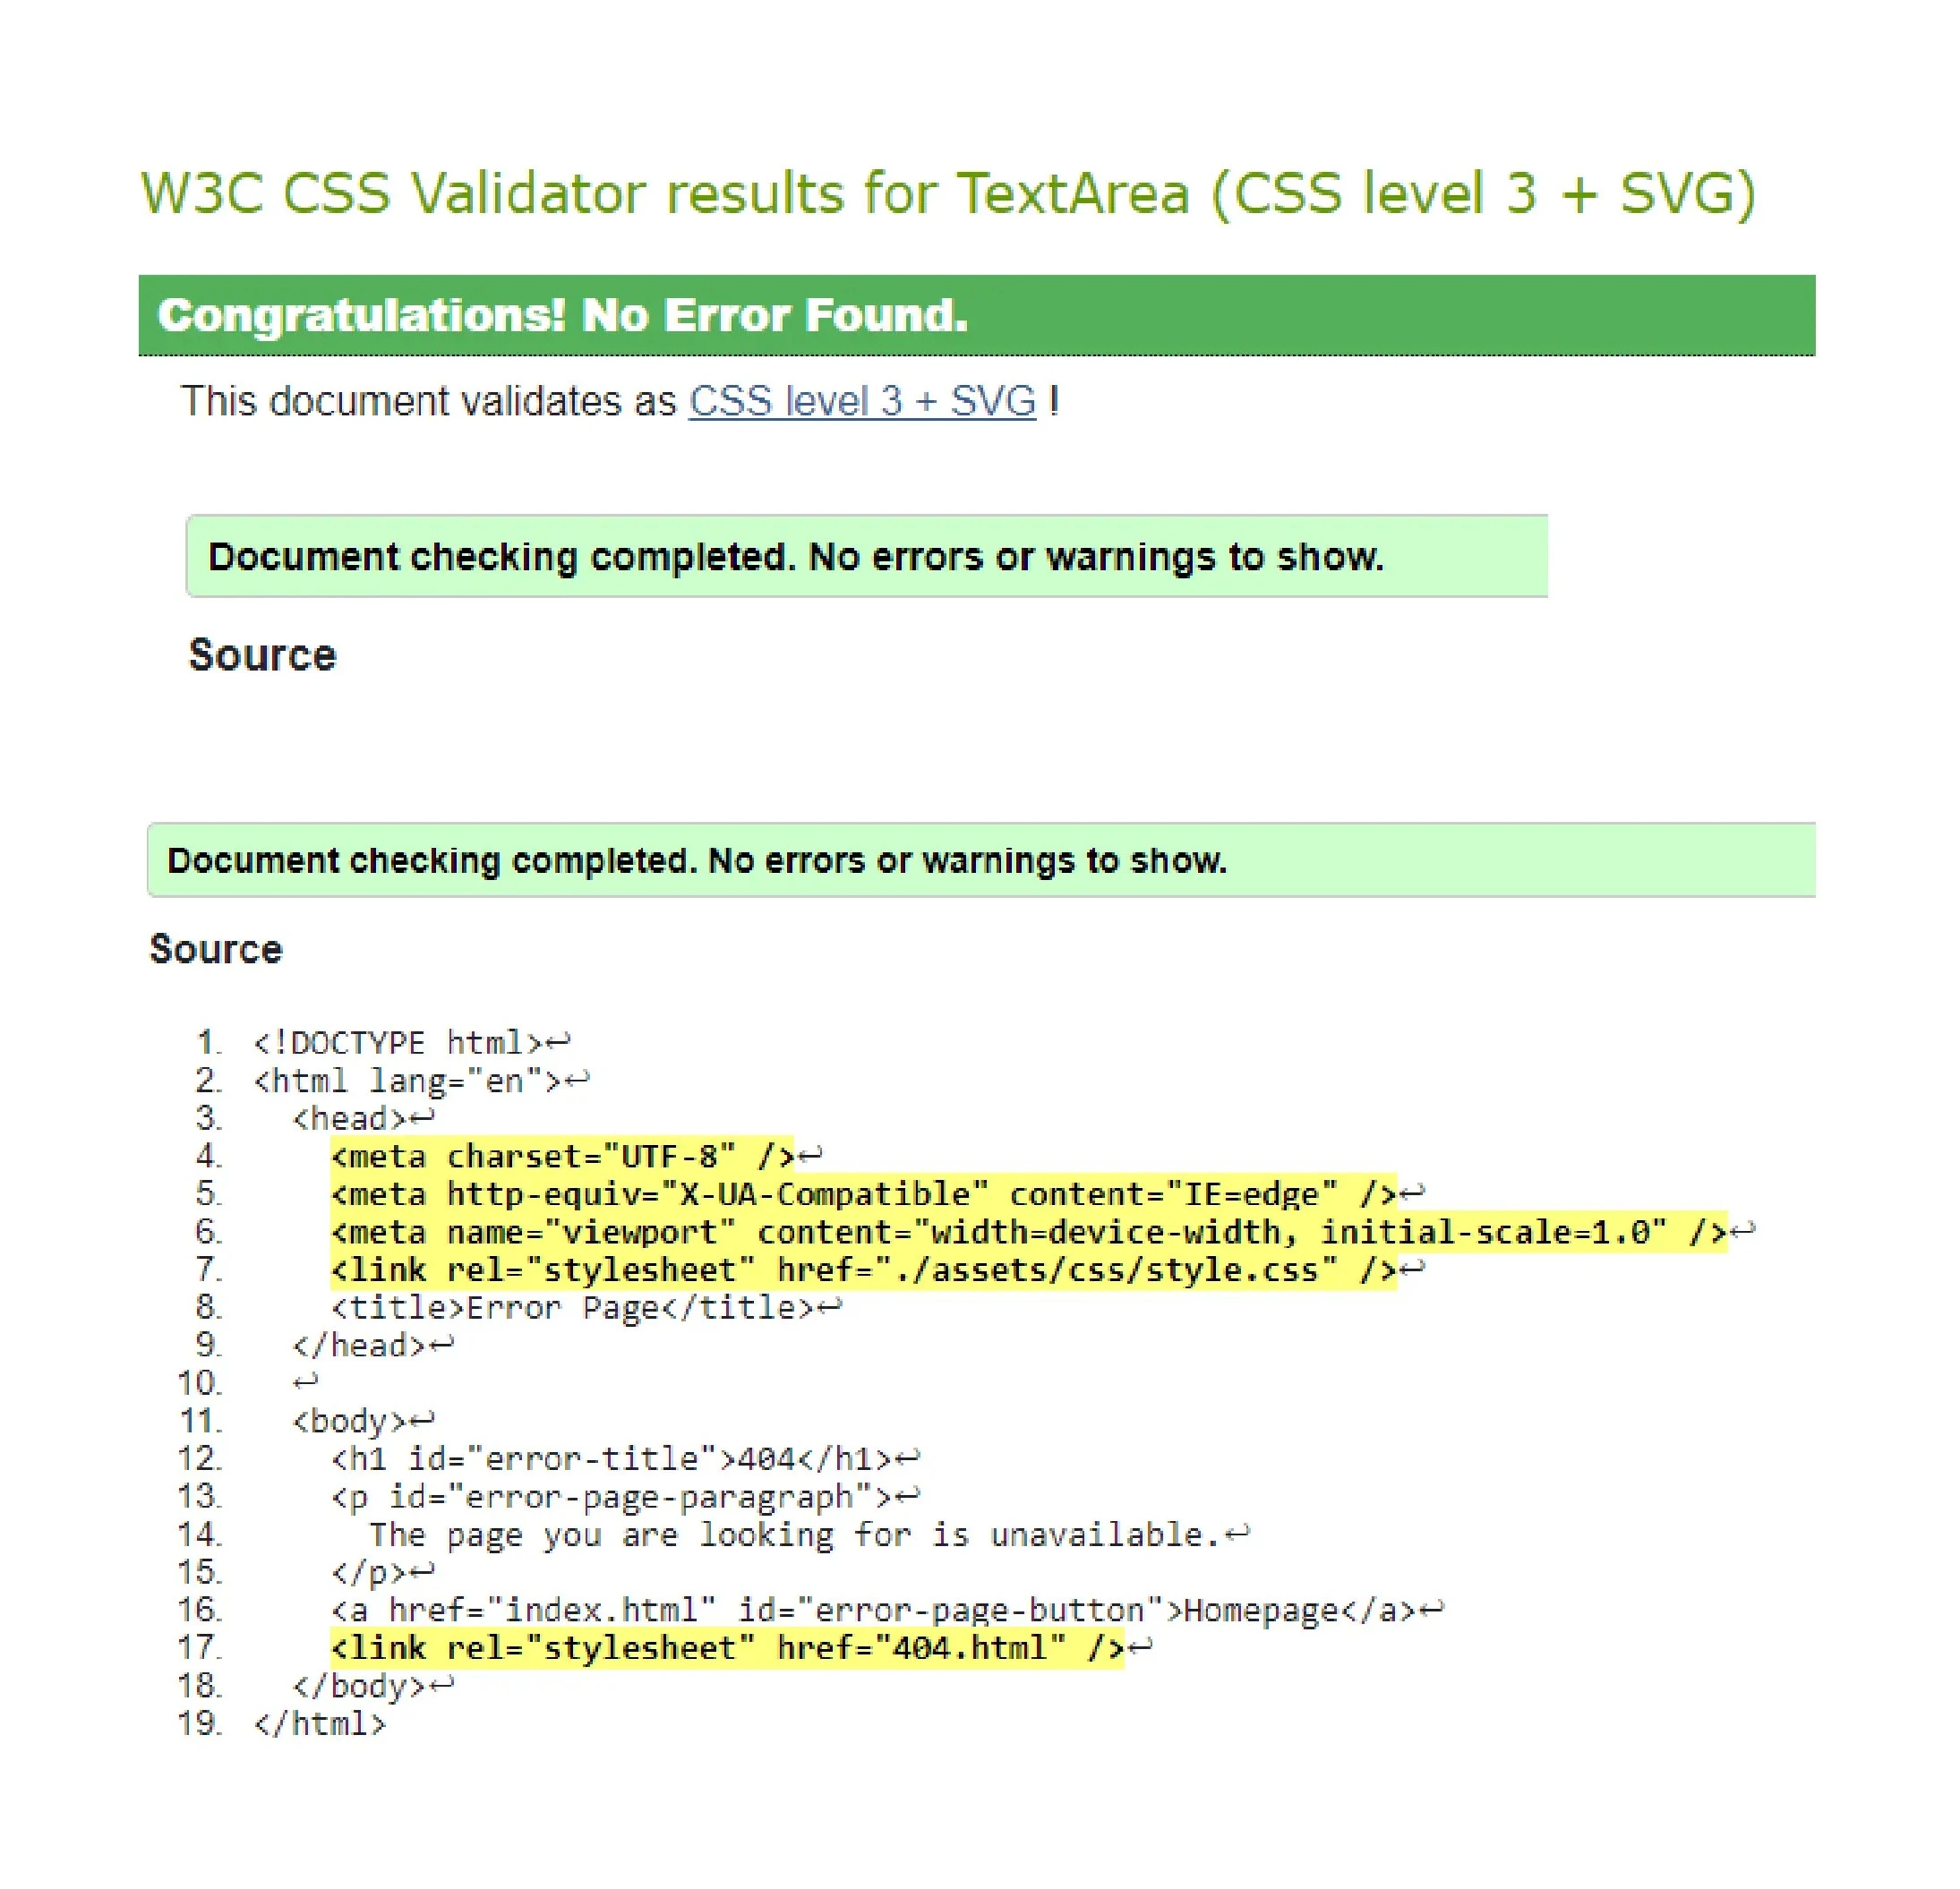 W3C CSS Validator results for TextArea (CSS level 3 + SVG)
Congratulations! No Error Found.
This document validates as CSS level 3 + SVG !
Document checking completed. No errors or warnings to show.
Source
Document checking completed. No errors or warnings to show.
Source
1. <!DOCTYPE html>↩
2. <html lang="en">↩
3.   <head>↩
4.     <meta charset="UTF-8" />↩
5.     <meta http-equiv="X-UA-Compatible" content="IE=edge" />↩
6.     <meta name="viewport" content="width=device-width, initial-scale=1.0" />↩
7.     <link rel="stylesheet" href="./assets/css/style.css" />↩
8.     <title>Error Page</title>↩
9.   </head>↩
10.   ↩
11.   <body>↩
12.     <h1 id="error-title">404</h1>↩
13.     <p id="error-page-paragraph">↩
14.       The page you are looking for is unavailable.↩
15.     </p>↩
16.     <a href="index.html" id="error-page-button">Homepage</a>↩
17.     <link rel="stylesheet" href="404.html" />↩
18.   </body>↩
19. </html>